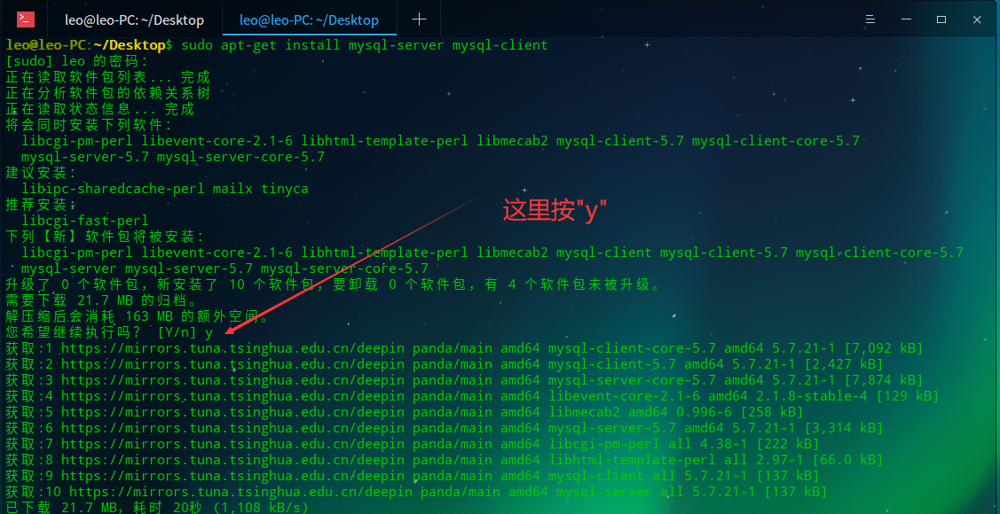 leo@leo-PC: ~/Desktop leo@leo-PC: ~/Desktop
leo@leo-PC:~/Desktop$ sudo apt-get install mysql-server mysql-client
[sudo] leo 的密码:
正在读取软件包列表... 完成
正在分析软件包的依赖关系树
正在读取状态信息... 完成
将会同时安装下列软件:
libcgi-pm-perl libevent-core-2.1-6 libhtml-template-perl libmecab2 mysql-client-5.7 mysql-client-core-5.7
mysql-server-5.7 mysql-server-core-5.7
建议安装:
libipc-sharedcache-perl mailx tinyca
推荐安装:
libcgi-fast-perl
下列【新】软件包将被安装:
libcgi-pm-perl libevent-core-2.1-6 libhtml-template-perl libmecab2 mysql-client mysql-client-5.7 mysql-client-core-5.7
mysql-server mysql-server-5.7 mysql-server-core-5.7
升级了 0 个软件包，新安装了 10 个软件包，要卸载 0 个软件包，有 4 个软件包未被升级。
需要下载 21.7 MB 的归档。
解压缩后会消耗 163 MB 的额外空间。
您希望继续执行吗? [Y/n] y
这里按"y"
获取:1 https://mirrors.tuna.tsinghua.edu.cn/deepin panda/main amd64 mysql-client-core-5.7 amd64 5.7.21-1 [7,092 kB]
获取:2 https://mirrors.tuna.tsinghua.edu.cn/deepin panda/main amd64 mysql-client-5.7 amd64 5.7.21-1 [2,427 kB]
获取:3 https://mirrors.tuna.tsinghua.edu.cn/deepin panda/main amd64 mysql-server-core-5.7 amd64 5.7.21-1 [7,874 kB]
获取:4 https://mirrors.tuna.tsinghua.edu.cn/deepin panda/main amd64 libevent-core-2.1-6 amd64 2.1.8-stable-4 [129 kB]
获取:5 https://mirrors.tuna.tsinghua.edu.cn/deepin panda/main amd64 libmecab2 amd64 0.996-6 [258 kB]
获取:6 https://mirrors.tuna.tsinghua.edu.cn/deepin panda/main amd64 mysql-server-5.7 amd64 5.7.21-1 [3,314 kB]
获取:7 https://mirrors.tuna.tsinghua.edu.cn/deepin panda/main amd64 libcgi-pm-perl all 4.38-1 [222 kB]
获取:8 https://mirrors.tuna.tsinghua.edu.cn/deepin panda/main amd64 libhtml-template-perl all 2.97-1 [66.0 kB]
获取:9 https://mirrors.tuna.tsinghua.edu.cn/deepin panda/main amd64 mysql-client all 5.7.21-1 [137 kB]
获取:10 https://mirrors.tuna.tsinghua.edu.cn/deepin panda/main amd64 mysql-server all 5.7.21-1 [137 kB]
已下载 21.7 MB，耗时 20秒 (1,108 kB/s)